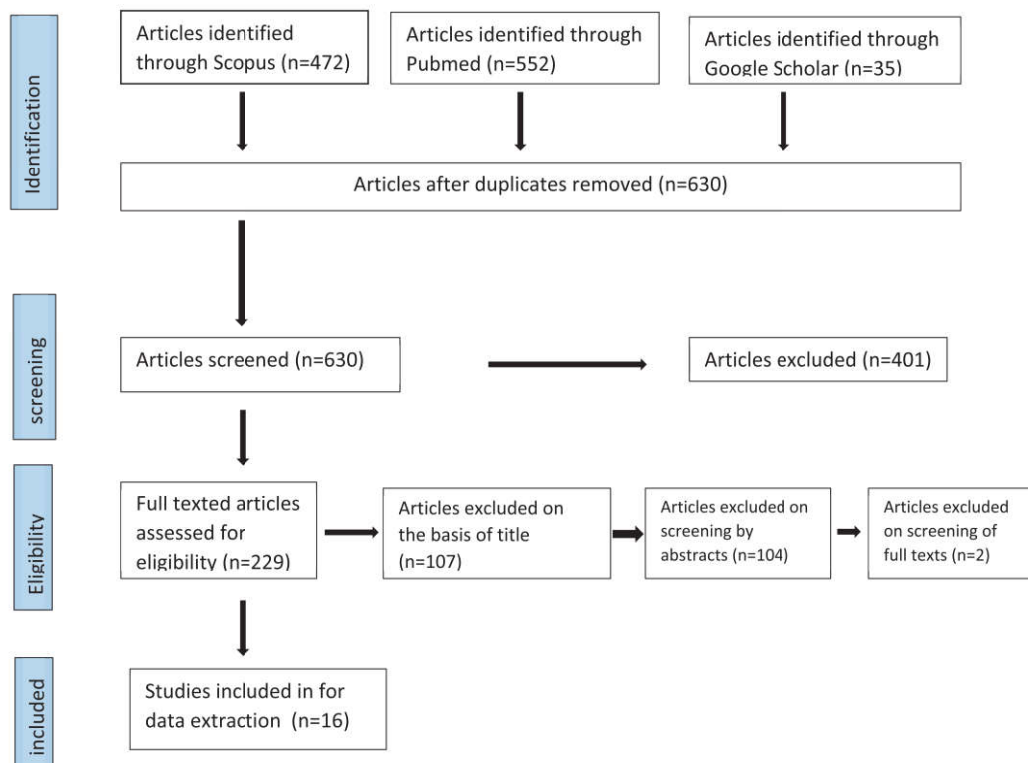 Identification
Articles identified
through Scopus (n=472)
Articles identified through
Pubmed (n=552)
Articles identified through
Google Scholar (n=35)
Articles after duplicates removed (n=630)
screening
Articles screened (n=630)
Articles excluded (n=401)
Eligibility
Full texted articles
assessed for
eligibility (n=229)
Articles excluded on
the basis of title
(n=107)
Articles excluded on
screening by
abstracts (n=104)
Articles excluded
on screening of
full texts (n=2)
included
Studies included in for
data extraction (n=16)